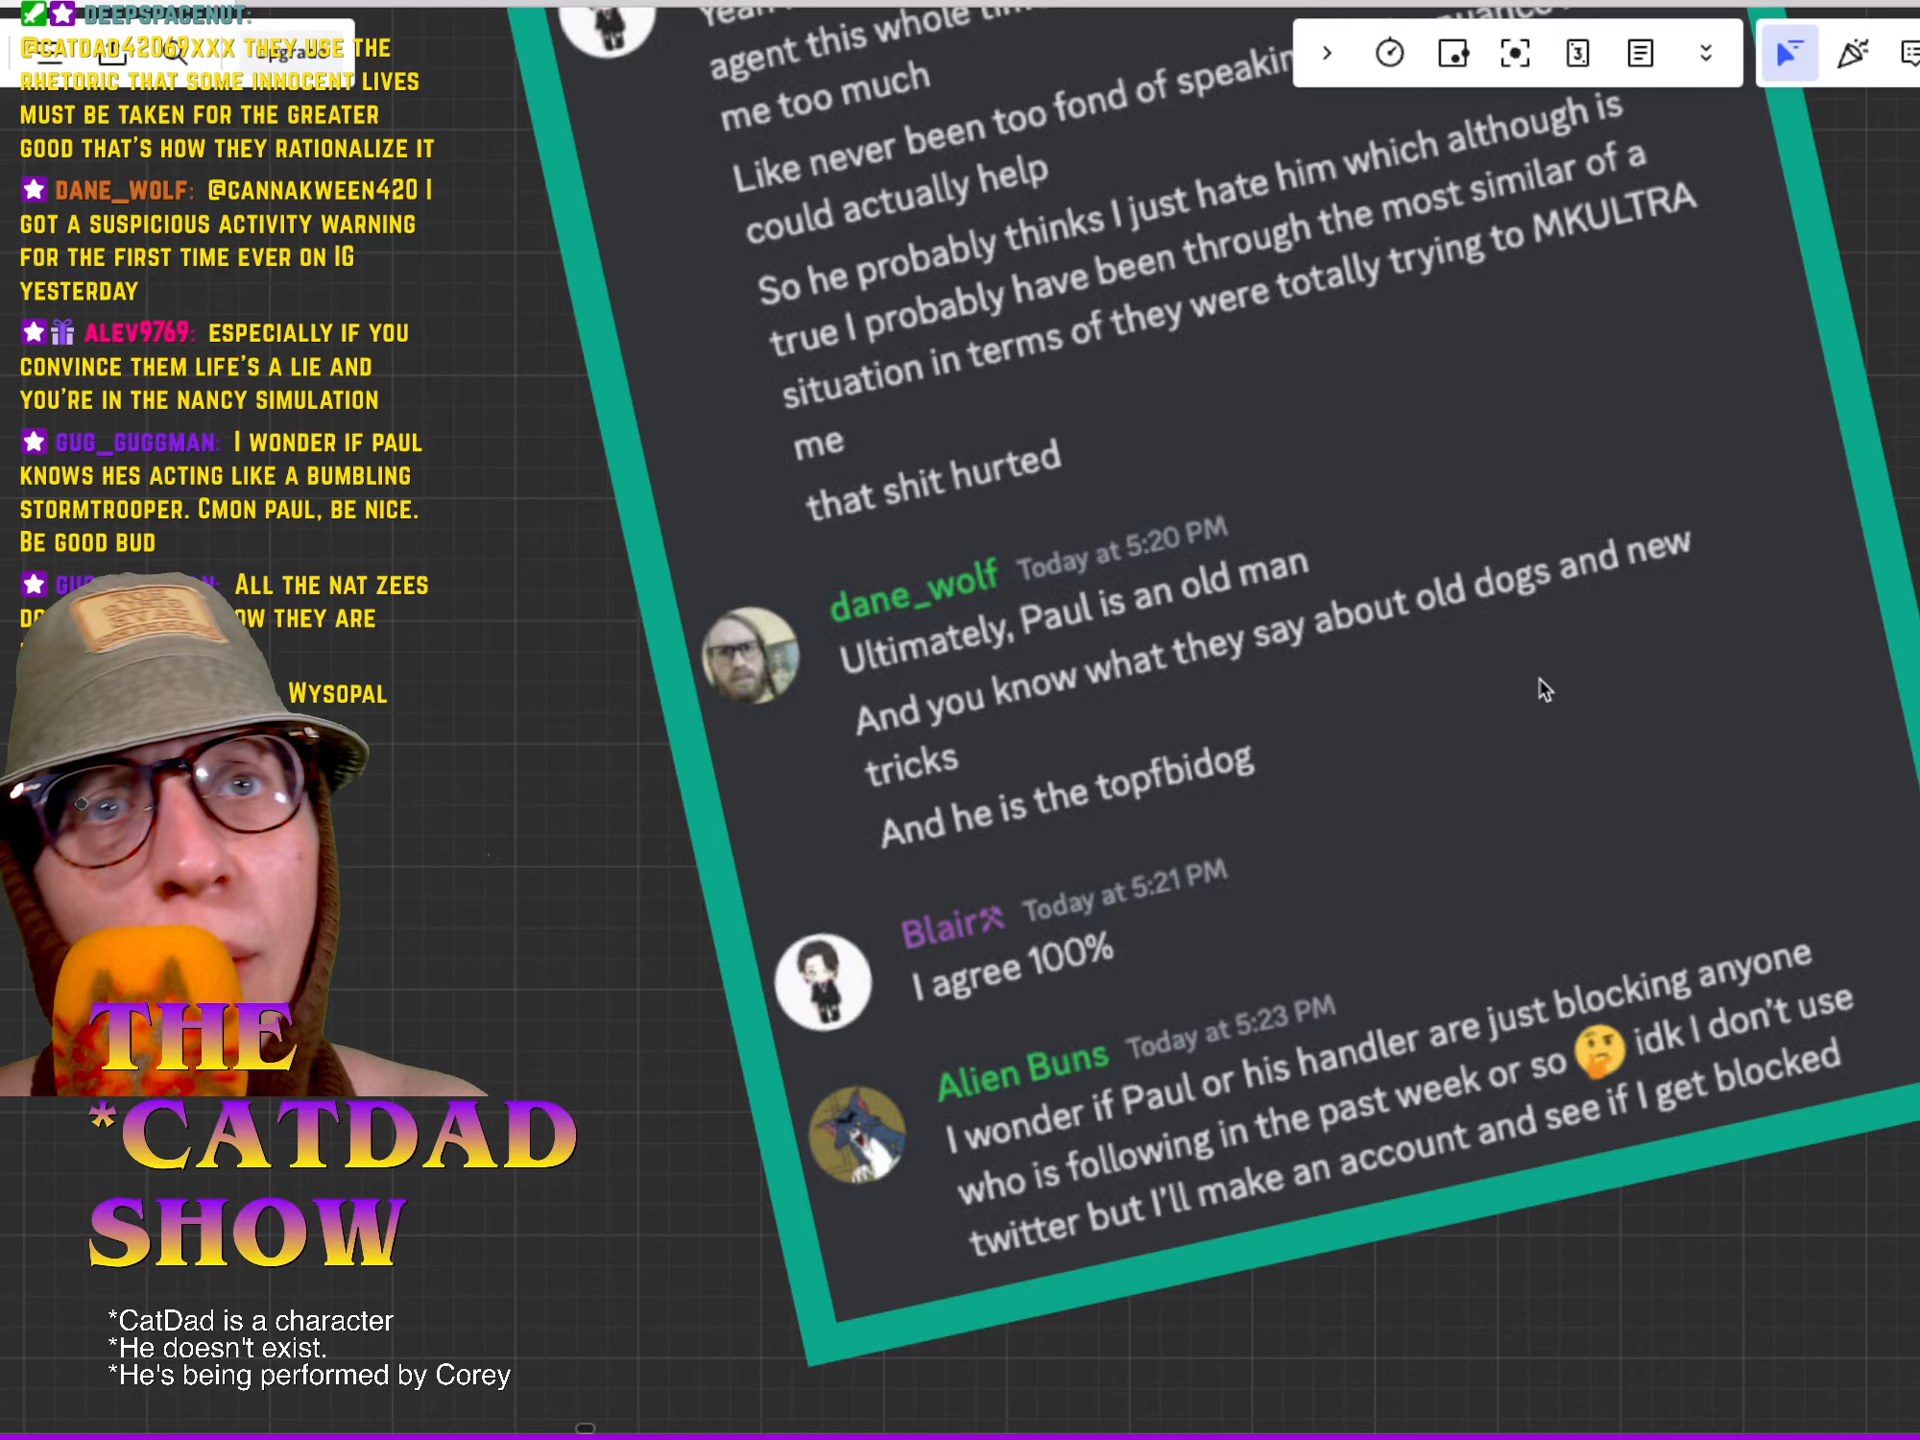 DEEPSPACENUT:
@CATDAD42069XXX THEY USE THE
RHETORIC THAT SOME INNOCENT LIVES
MUST BE TAKEN FOR THE GREATER
GOOD THAT'S HOW THEY RATIONALIZE IT
DANE_WOLF: @CANNAKWEEN420 I
GOT A SUSPICIOUS ACTIVITY WARNING
FOR THE FIRST TIME EVER ON IG
YESTERDAY
ALEV9769: ESPECIALLY IF YOU
CONVINCE THEM LIFE'S A LIE AND
YOU'RE IN THE NANCY SIMULATION
GUG_GUGGMAN: I WONDER IF PAUL
KNOWS HES ACTING LIKE A BUMBLING
STORMTROOPER. CMON PAUL, BE NICE.
BE GOOD BUD
ALL THE NAT ZEES
THEY ARE
WYSOPAL
Upgrade
agent this whole
me too much
Like never been too fond of
could actually help
So he probably thinks I just hate him which although is
true I probably have been through the most similar of a
situation in terms of they were totally trying to MKULTRA
me
that shit hurted
dane_wolf Today at 5:20 PM
Ultimately, Paul is an old man
And you know what they say about old dogs and new
tricks
And he is the topfbidog
Blair Today at 5:21 PM
I agree 100%
Alien Buns Today at 5:23 PM
I wonder if Paul or his handler are just blocking anyone
who is following in the past week or so 🤔 idk I don't use
twitter but I'll make an account and see if I get blocked
THE
*CATDAD
SHOW
*CatDad is a character
*He doesn't exist.
*He's being performed by Corey